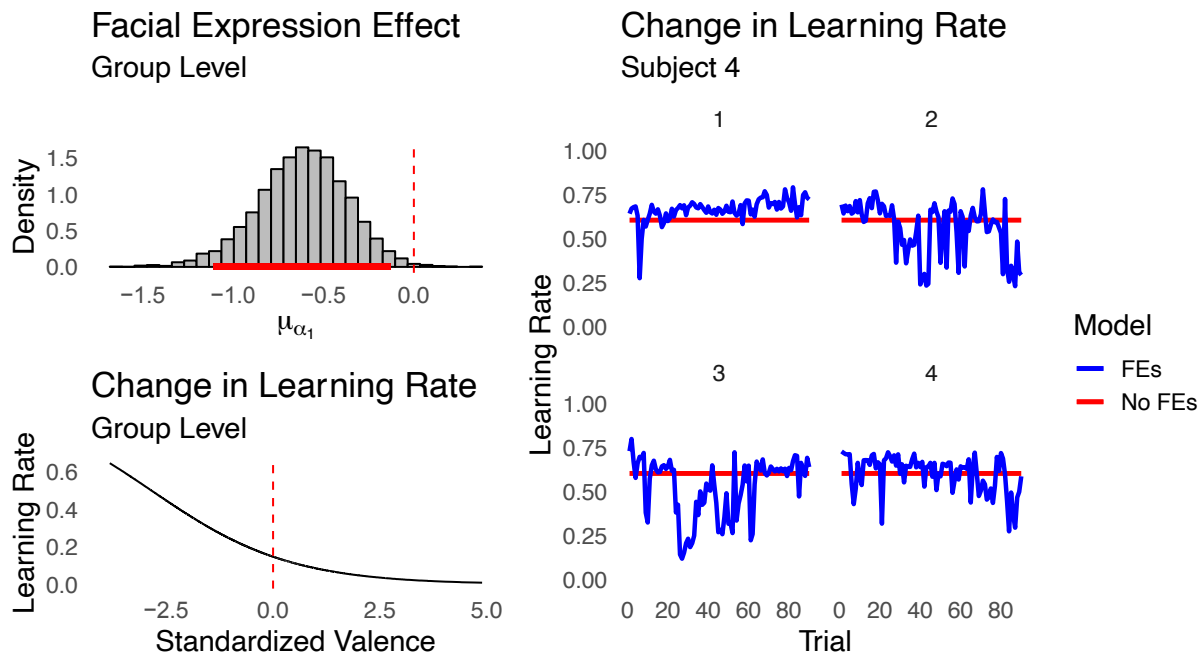 Facial Expression Effect
Group Level
Density
1.5
1.0
0.5
0.0
−1.5 −1.0 −0.5 0.0
μα1
Change in Learning Rate
Group Level
Learning Rate
0.6
0.4
0.2
0.0
−2.5 0.0 2.5 5.0
Standardized Valence
Change in Learning Rate
Subject 4
1 2
1.00
0.75
0.50
0.25
0.00
Learning Rate
3 4
1.00
0.75
0.50
0.25
0.00
0 20 40 60 80 0 20 40 60 80
Trial
Model
FEs
No FEs